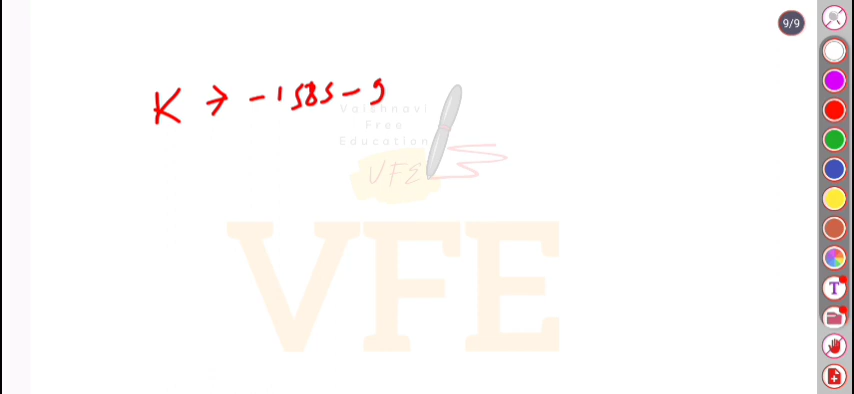 9/9
K → -1585-9
Vaishnavi
Free
Education
VFE
VFE
T